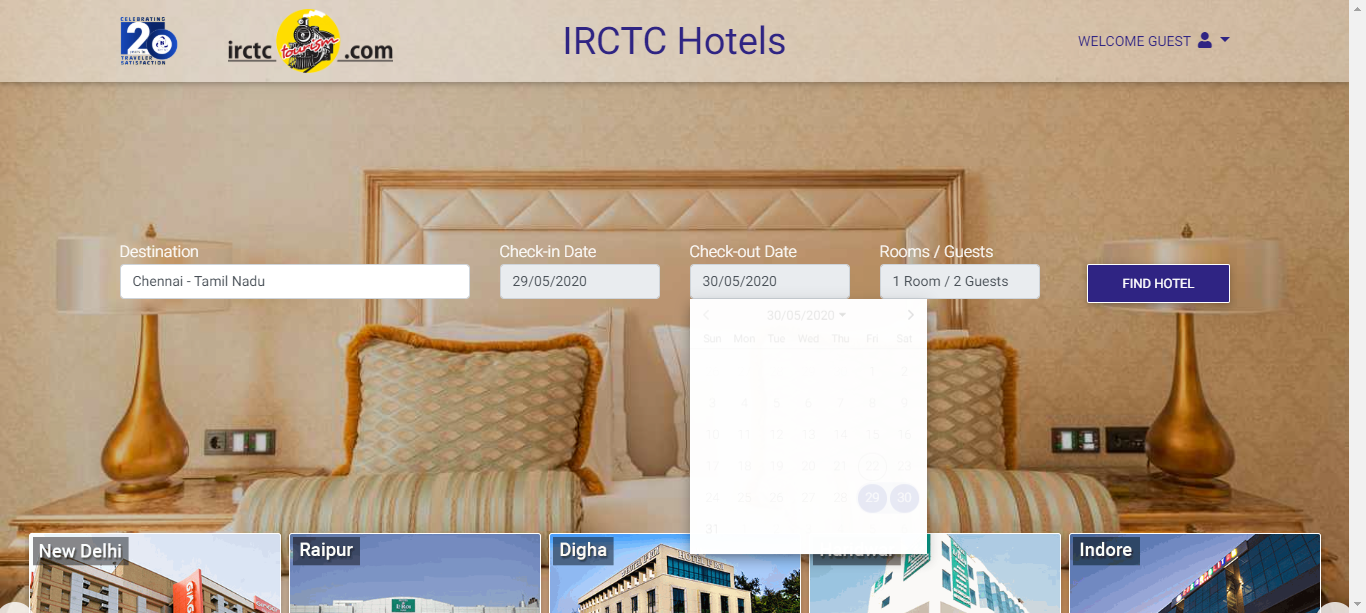 CELEBRATING
20
TRAVELER
SATISFACTION
irctc tourism .com
IRCTC Hotels
WELCOME GUEST
Destination
Check-in Date
Check-out Date
Rooms / Guests
Chennai - Tamil Nadu
29/05/2020
30/05/2020
1 Room / 2 Guests
FIND HOTEL
30/05/2020
Sun Mon Tue Wed Thu Fri Sat
1 2
3 4 5 6 7 8 9
10 11 12 13 14 15 16
17 18 19 20 21 22 23
24 25 26 27 28 29 30
31
New Delhi
Raipur
Digha
Indore